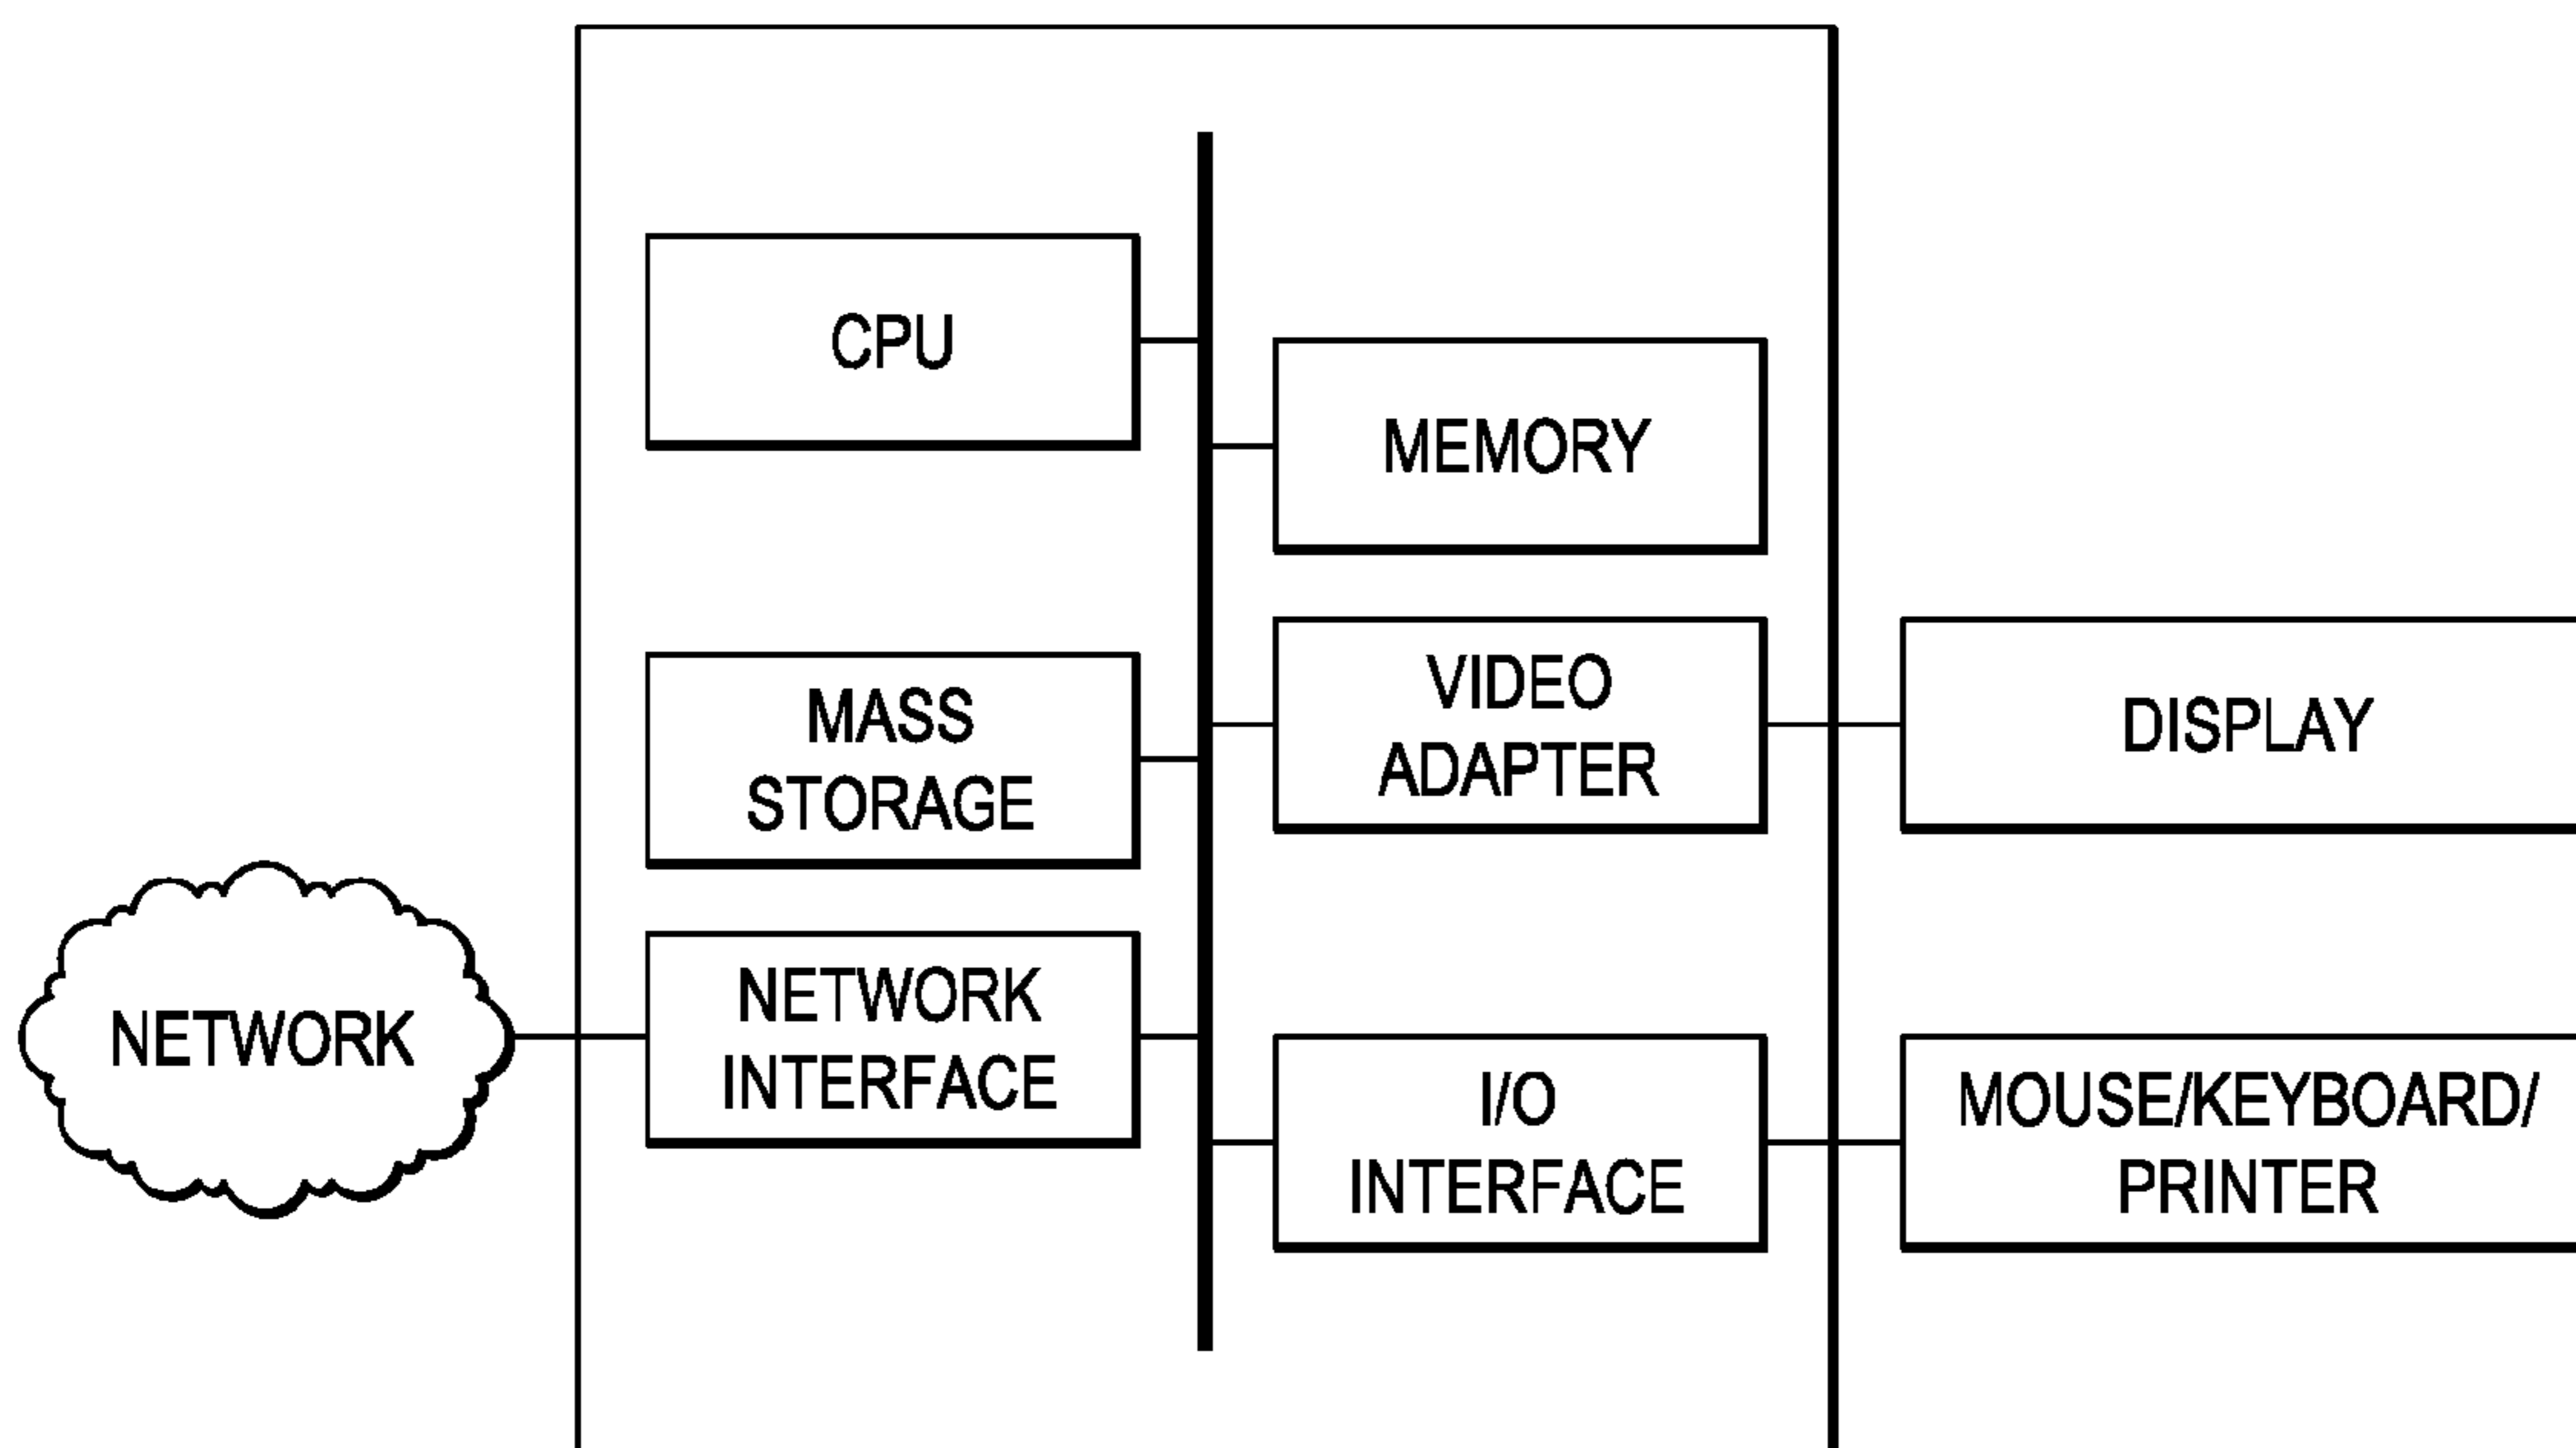 CPU
MEMORY
MASS
STORAGE
VIDEO
ADAPTER
DISPLAY
NETWORK
NETWORK
INTERFACE
I/O
INTERFACE
MOUSE/KEYBOARD/
PRINTER